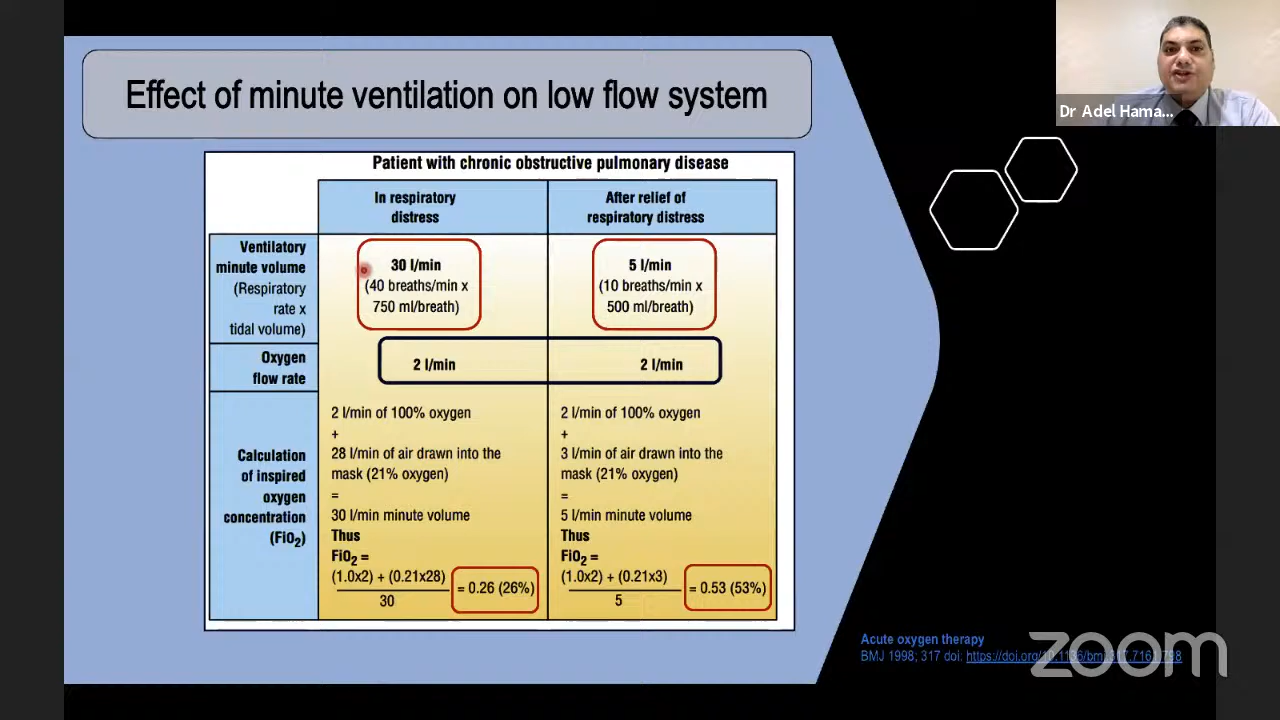 Effect of minute ventilation on low flow system
Dr Adel Hama...
Patient with chronic obstructive pulmonary disease
In respiratory
distress
After relief of
respiratory distress
Ventilatory
minute volume
(Respiratory
rate x
tidal volume)
30 l/min
(40 breaths/min x
750 ml/breath)
5 l/min
(10 breaths/min x
500 ml/breath)
Oxygen
flow rate
2 l/min
2 l/min
Calculation
of inspired
oxygen
concentration
(FiO2)
2 l/min of 100% oxygen
+
28 l/min of air drawn into the
mask (21% oxygen)
=
30 l/min minute volume
Thus
FiO2 =
(1.0x2) + (0.21x28)
30
= 0.26 (26%)
2 l/min of 100% oxygen
+
3 l/min of air drawn into the
mask (21% oxygen)
=
5 l/min minute volume
Thus
FiO2 =
(1.0x2) + (0.21x3)
5
= 0.53 (53%)
Acute oxygen therapy
BMJ 1998; 317 doi: https://doi.org/10.1136/bmj.317.7161.798
zoom